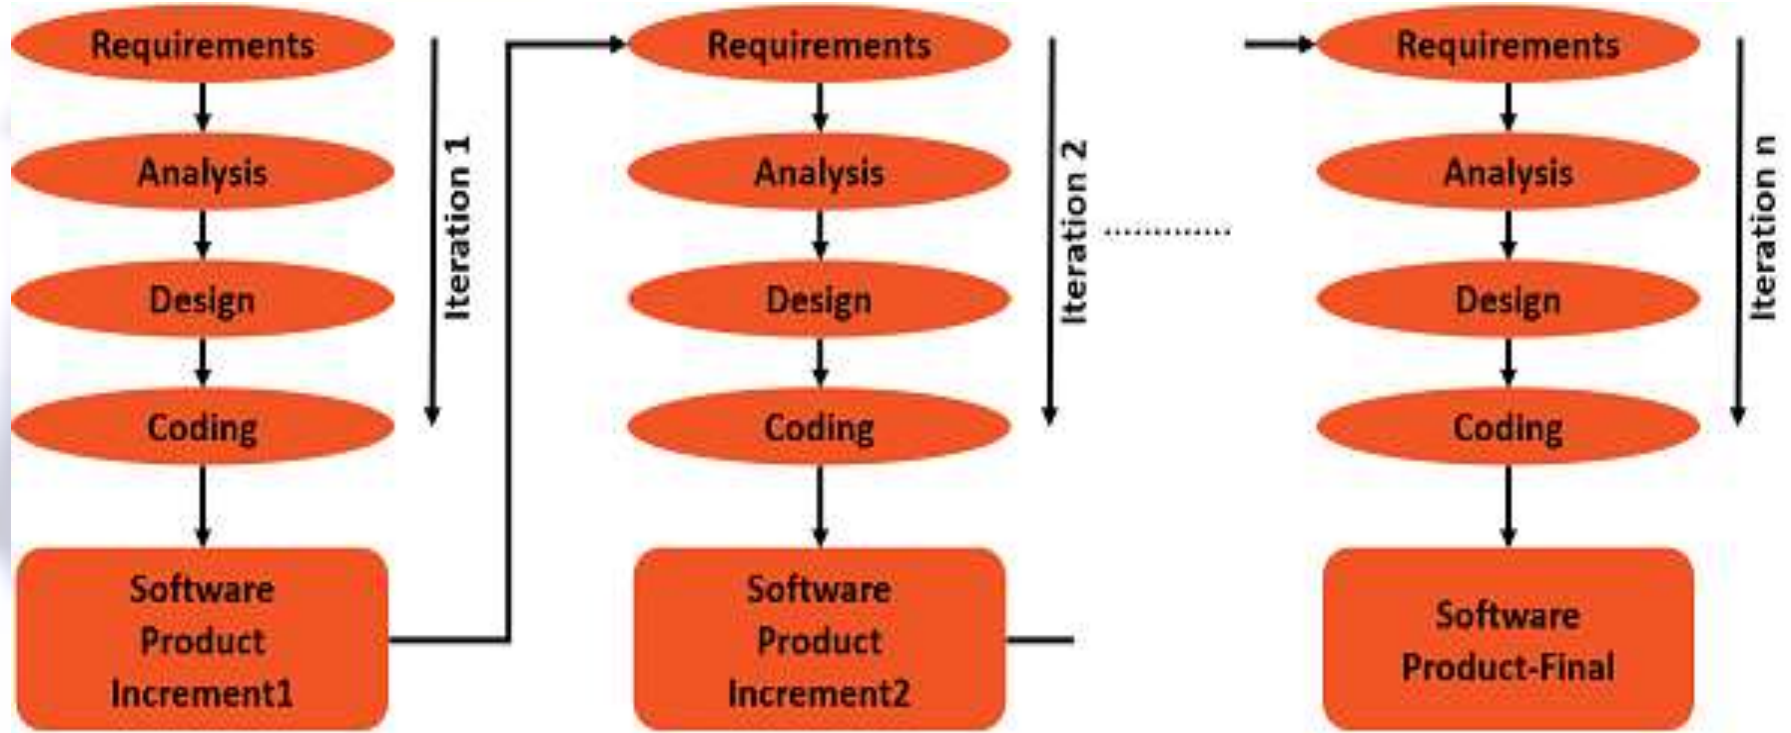 Requirements
Analysis
Design
Coding
Software
Product
Increment1
Iteration 1
Requirements
Analysis
Design
Coding
Software
Product
Increment2
Iteration 2
Requirements
Analysis
Design
Coding
Software
Product-Final
Iteration n